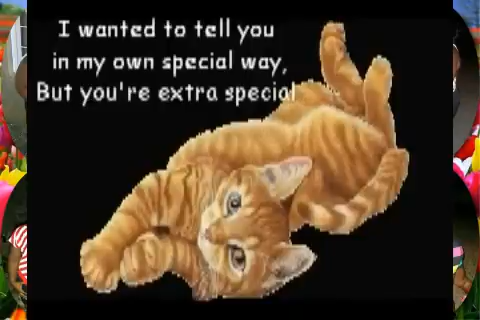 I wanted to tell you
in my own special way,
But you're extra special